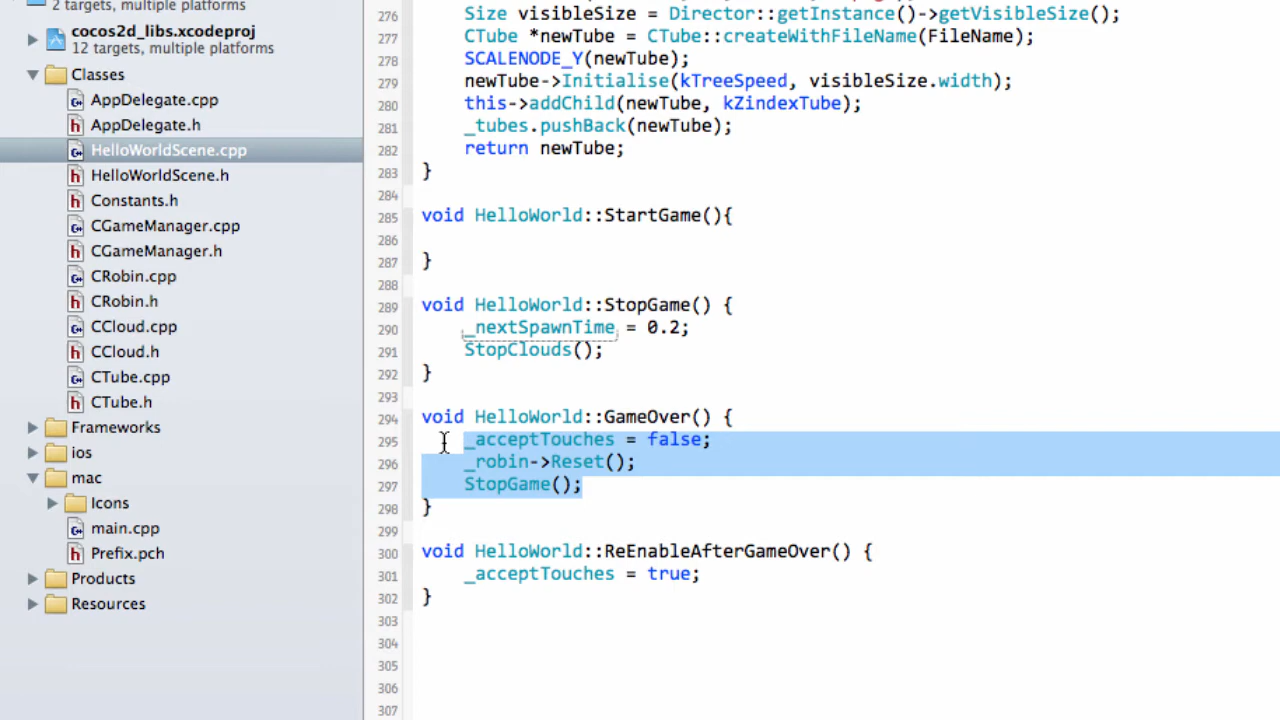 2 targets, multiple platforms
cocos2d_libs.xcodeproj
12 targets, multiple platforms
Classes
AppDelegate.cpp
AppDelegate.h
HelloWorldScene.cpp
HelloWorldScene.h
Constants.h
CGameManager.cpp
CGameManager.h
CRobin.cpp
CRobin.h
CCloud.cpp
CCloud.h
CTube.cpp
CTube.h
Frameworks
ios
mac
Icons
main.cpp
Prefix.pch
Products
Resources
276 Size visibleSize = Director::getInstance()->getVisibleSize();
277 CTube *newTube = CTube::createWithFileName(FileName);
278 SCALENODE_Y(newTube);
279 newTube->Initialise(kTreeSpeed, visibleSize.width);
280 this->addChild(newTube, kZindexTube);
281 _tubes.pushBack(newTube);
282 return newTube;
283 }
284
285 void HelloWorld::StartGame(){
286
287 }
288
289 void HelloWorld::StopGame() {
290 _nextSpawnTime = 0.2;
291 StopClouds();
292 }
293
294 void HelloWorld::GameOver() {
295 _acceptTouches = false;
296 _robin->Reset();
297 StopGame();
298 }
299
300 void HelloWorld::ReEnableAfterGameOver() {
301 _acceptTouches = true;
302 }
303
304
305
306
307